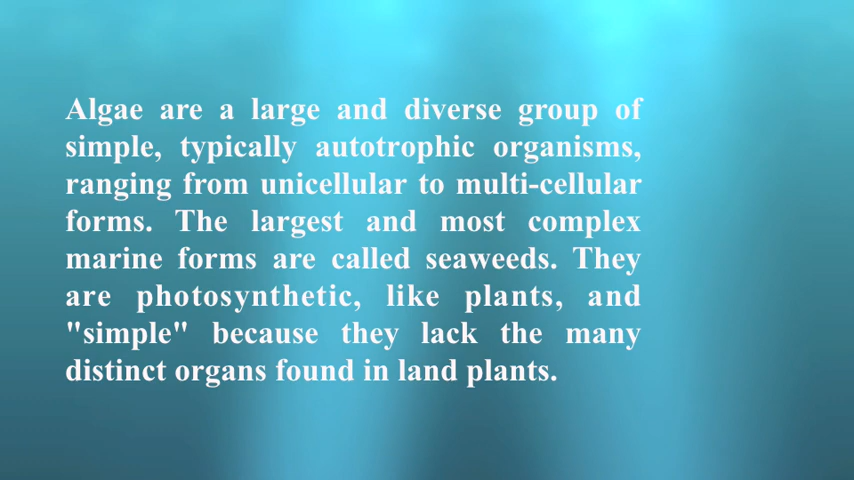 Algae are a large and diverse group of
simple, typically autotrophic organisms,
ranging from unicellular to multi-cellular
forms. The largest and most complex
marine forms are called seaweeds. They
are photosynthetic, like plants, and
"simple" because they lack the many
distinct organs found in land plants.